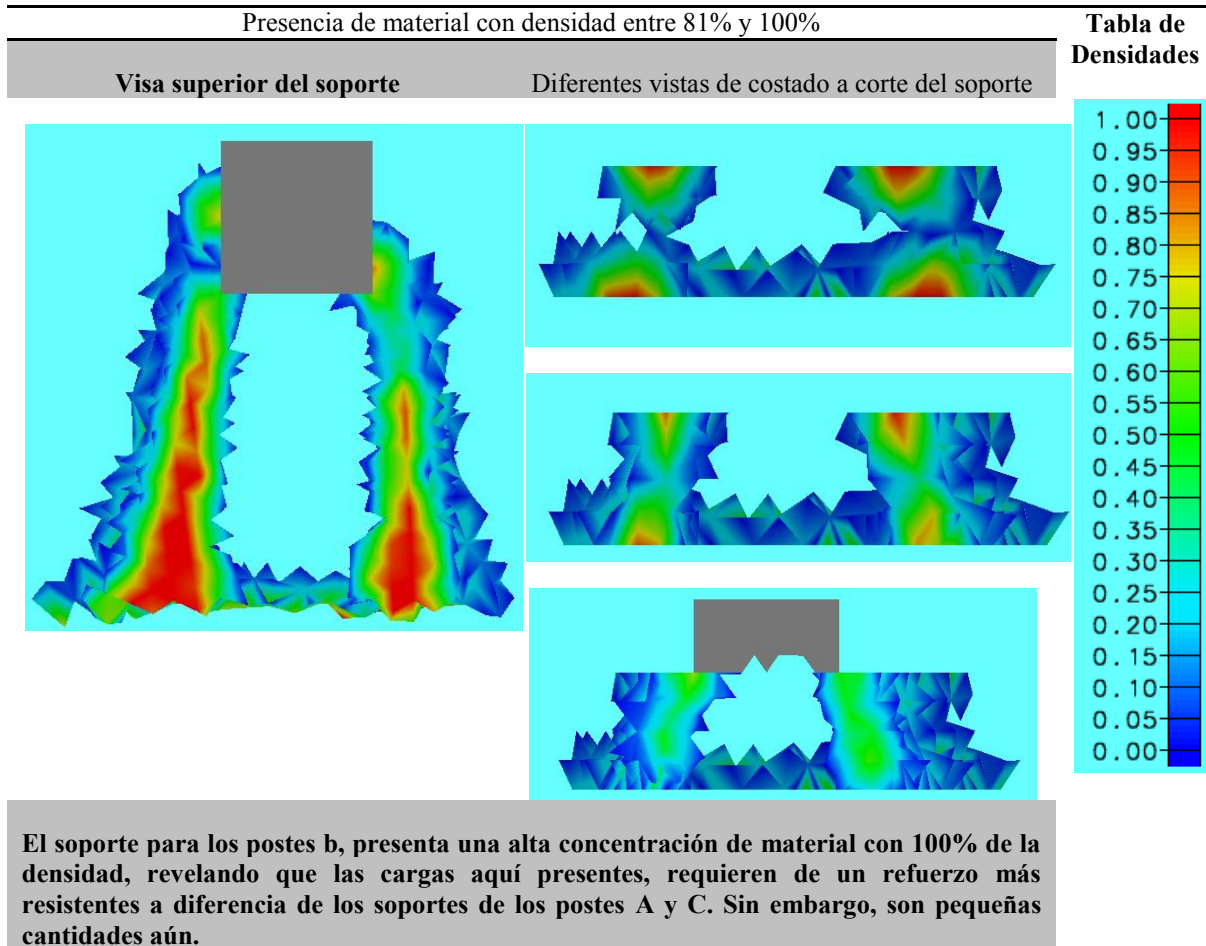 Presencia de material con densidad entre 81% y 100%
Tabla de
Densidades
Visa superior del soporte
Diferentes vistas de costado a corte del soporte
1.00
0.95
0.90
0.85
0.80
0.75
0.70
0.65
0.60
0.55
0.50
0.45
0.40
0.35
0.30
0.25
0.20
0.15
0.10
0.05
0.00
El soporte para los postes b, presenta una alta concentración de material con 100% de la
densidad, revelando que las cargas aquí presentes, requieren de un refuerzo más
resistentes a diferencia de los soportes de los postes A y C. Sin embargo, son pequeñas
cantidades aún.